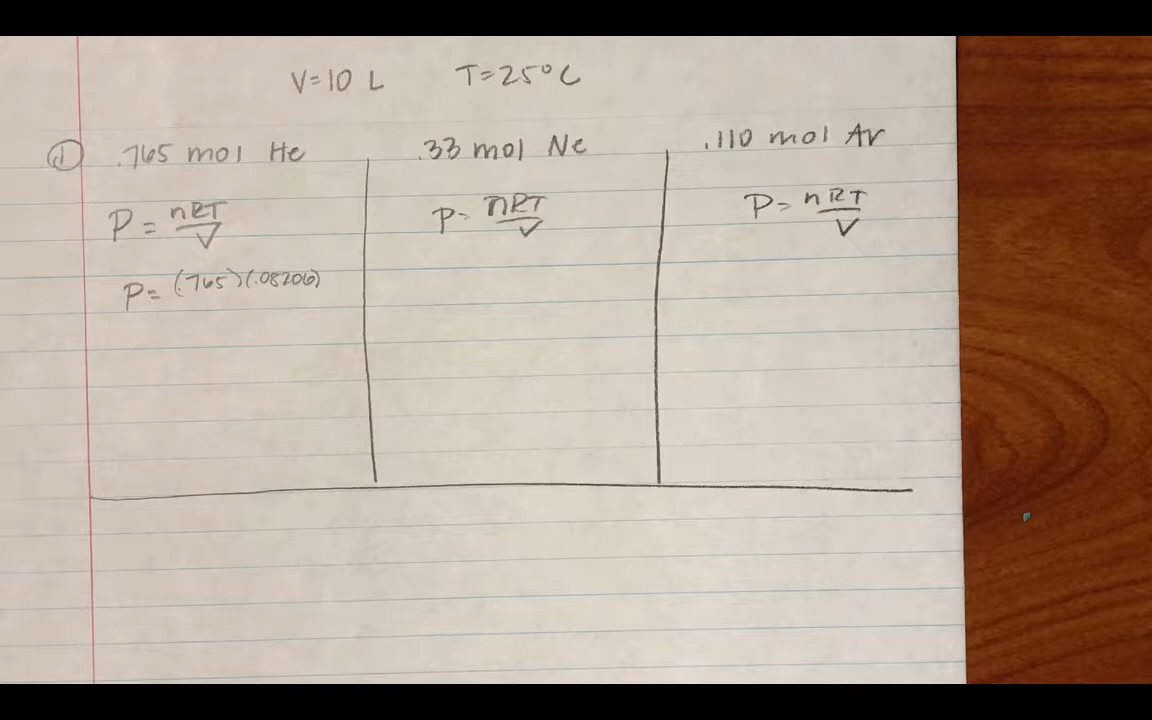 V=10 L T=25°C
① .765 mol He .33 mol Ne .110 mol Ar
P = nRT/V P= nRT/V P= nRT/V
P= (.765)(.08206)